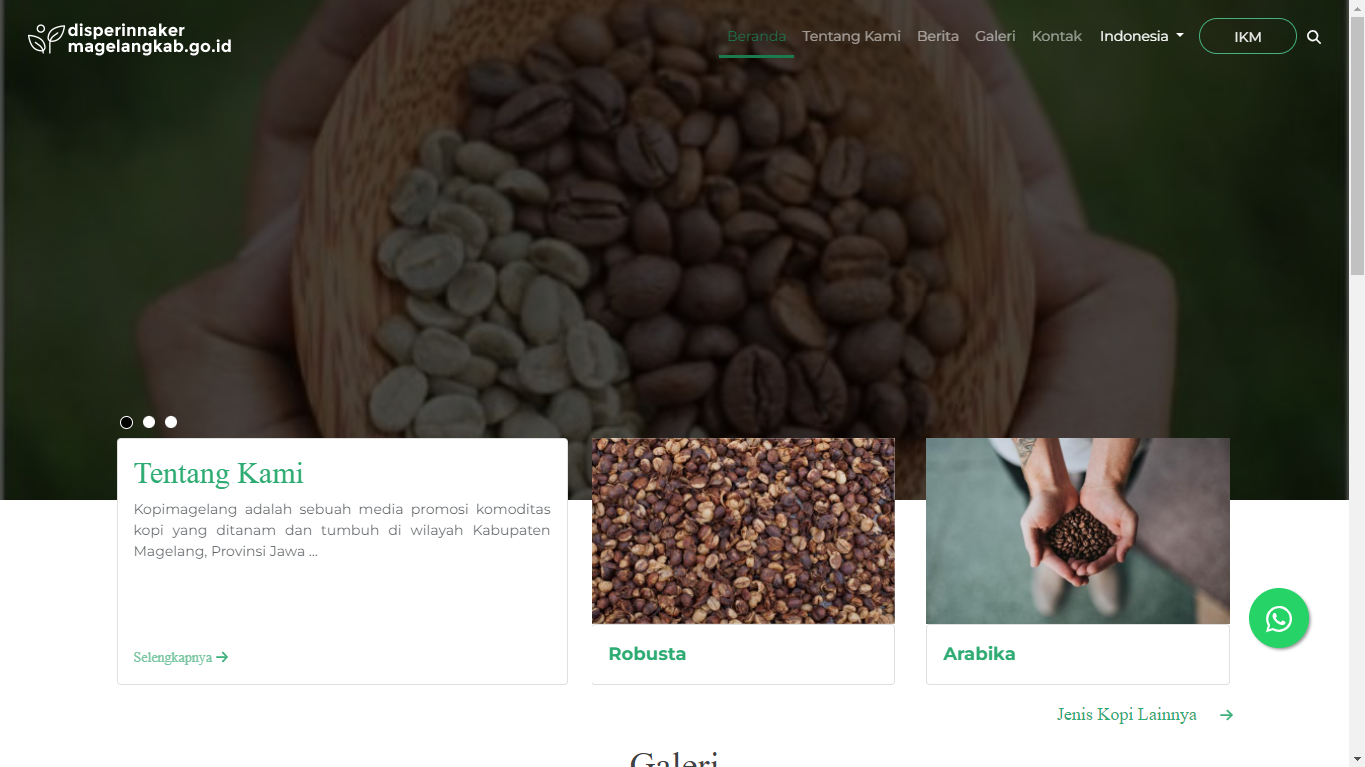 disperinnaker
magelangkab.go.id
Beranda
Tentang Kami
Berita
Galeri
Kontak
Indonesia
IKM
Tentang Kami
Kopimagelang adalah sebuah media promosi komoditas
kopi yang ditanam dan tumbuh di wilayah Kabupaten
Magelang, Provinsi Jawa ...
Selengkapnya
Robusta
Arabika
Jenis Kopi Lainnya
Galeri